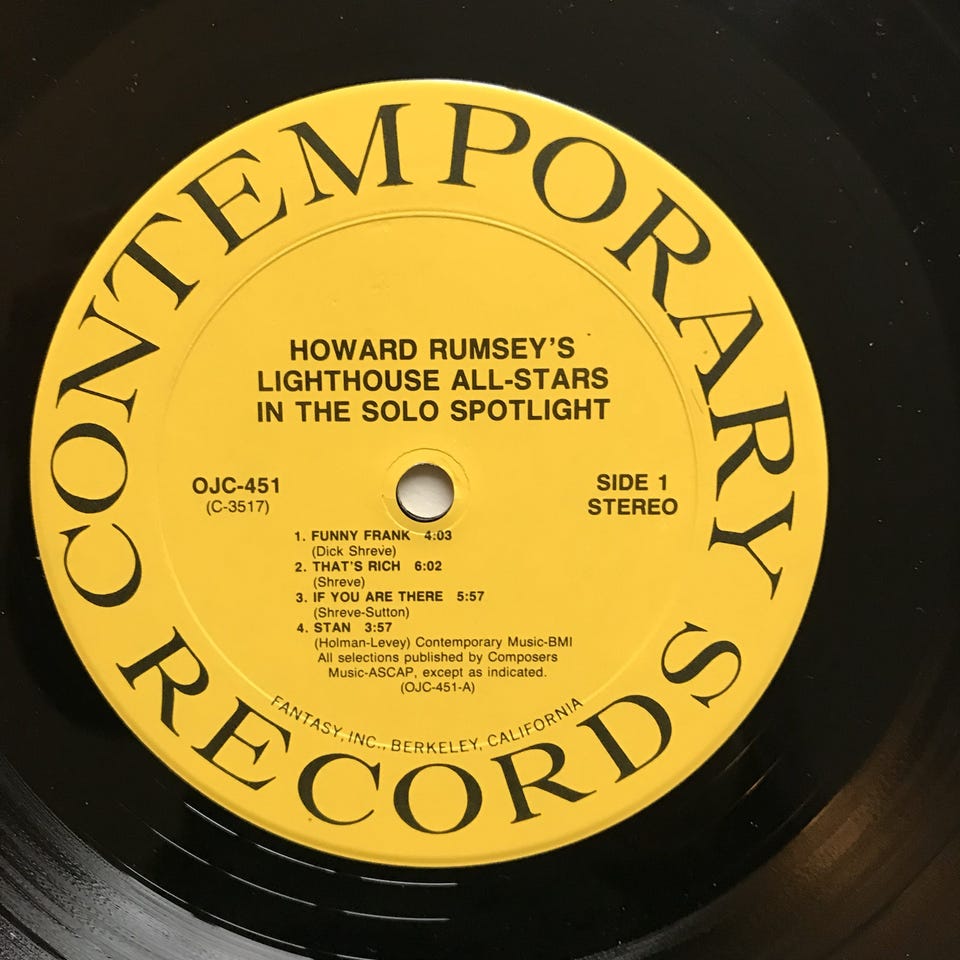 CONTEMPORARY RECORDS
HOWARD RUMSEY'S
LIGHTHOUSE ALL-STARS
IN THE SOLO SPOTLIGHT
OJC-451
(C-3517)
SIDE 1
STEREO
1. FUNNY FRANK 4:03
(Dick Shreve)
2. THAT'S RICH 6:02
(Shreve)
3. IF YOU ARE THERE 5:57
(Shreve-Sutton)
4. STAN 3:57
(Holman-Levey) Contemporary Music-BMI
All selections published by Composers
Music-ASCAP, except as indicated.
(OJC-451-A)
FANTASY, INC., BERKELEY, CALIFORNIA